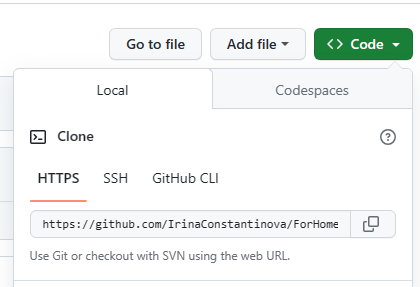 Go to file Add file <> Code
Local Codespaces
Clone
HTTPS SSH GitHub CLI
https://github.com/IrinaConstantinova/ForHome
Use Git or checkout with SVN using the web URL.